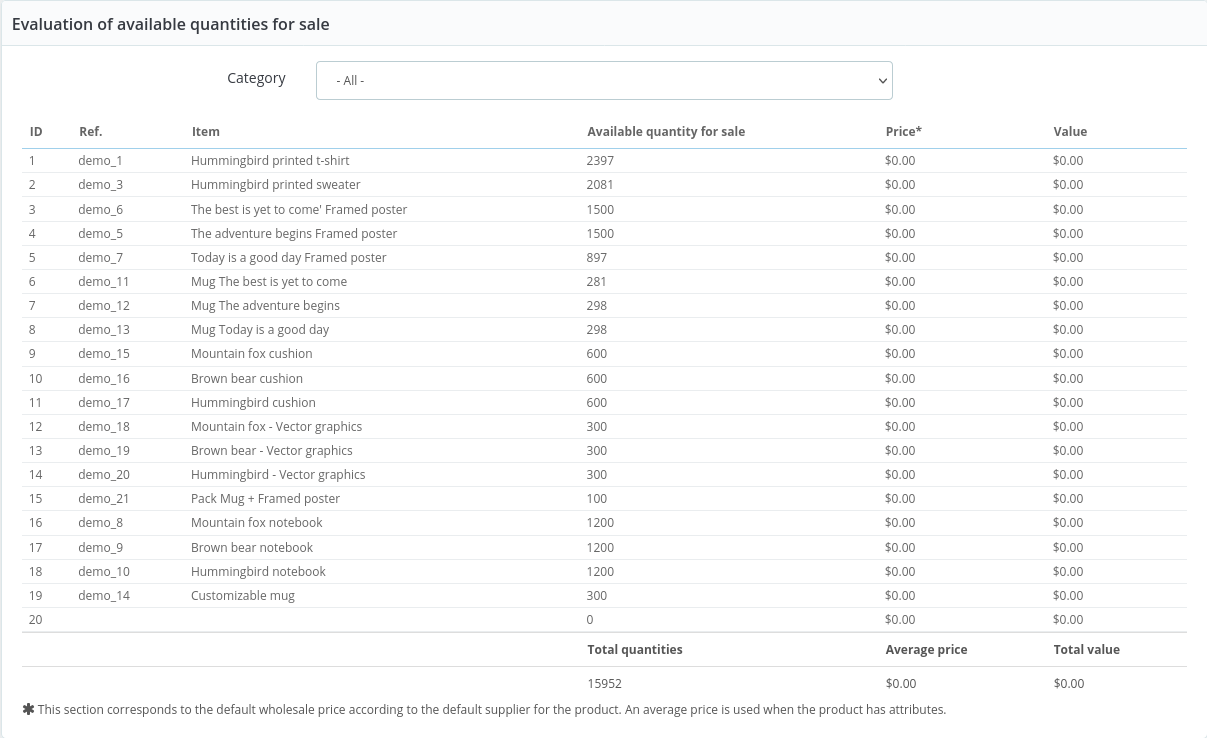 Evaluation of available quantities for sale
Category - All -
ID Ref. Item Available quantity for sale Price* Value
1 demo_1 Hummingbird printed t-shirt 2397 $0.00 $0.00
2 demo_3 Hummingbird printed sweater 2081 $0.00 $0.00
3 demo_6 The best is yet to come' Framed poster 1500 $0.00 $0.00
4 demo_5 The adventure begins Framed poster 1500 $0.00 $0.00
5 demo_7 Today is a good day Framed poster 897 $0.00 $0.00
6 demo_11 Mug The best is yet to come 281 $0.00 $0.00
7 demo_12 Mug The adventure begins 298 $0.00 $0.00
8 demo_13 Mug Today is a good day 298 $0.00 $0.00
9 demo_15 Mountain fox cushion 600 $0.00 $0.00
10 demo_16 Brown bear cushion 600 $0.00 $0.00
11 demo_17 Hummingbird cushion 600 $0.00 $0.00
12 demo_18 Mountain fox - Vector graphics 300 $0.00 $0.00
13 demo_19 Brown bear - Vector graphics 300 $0.00 $0.00
14 demo_20 Hummingbird - Vector graphics 300 $0.00 $0.00
15 demo_21 Pack Mug + Framed poster 100 $0.00 $0.00
16 demo_8 Mountain fox notebook 1200 $0.00 $0.00
17 demo_9 Brown bear notebook 1200 $0.00 $0.00
18 demo_10 Hummingbird notebook 1200 $0.00 $0.00
19 demo_14 Customizable mug 300 $0.00 $0.00
20 0 $0.00 $0.00
Total quantities Average price Total value
15952 $0.00 $0.00
✱ This section corresponds to the default wholesale price according to the default supplier for the product. An average price is used when the product has attributes.